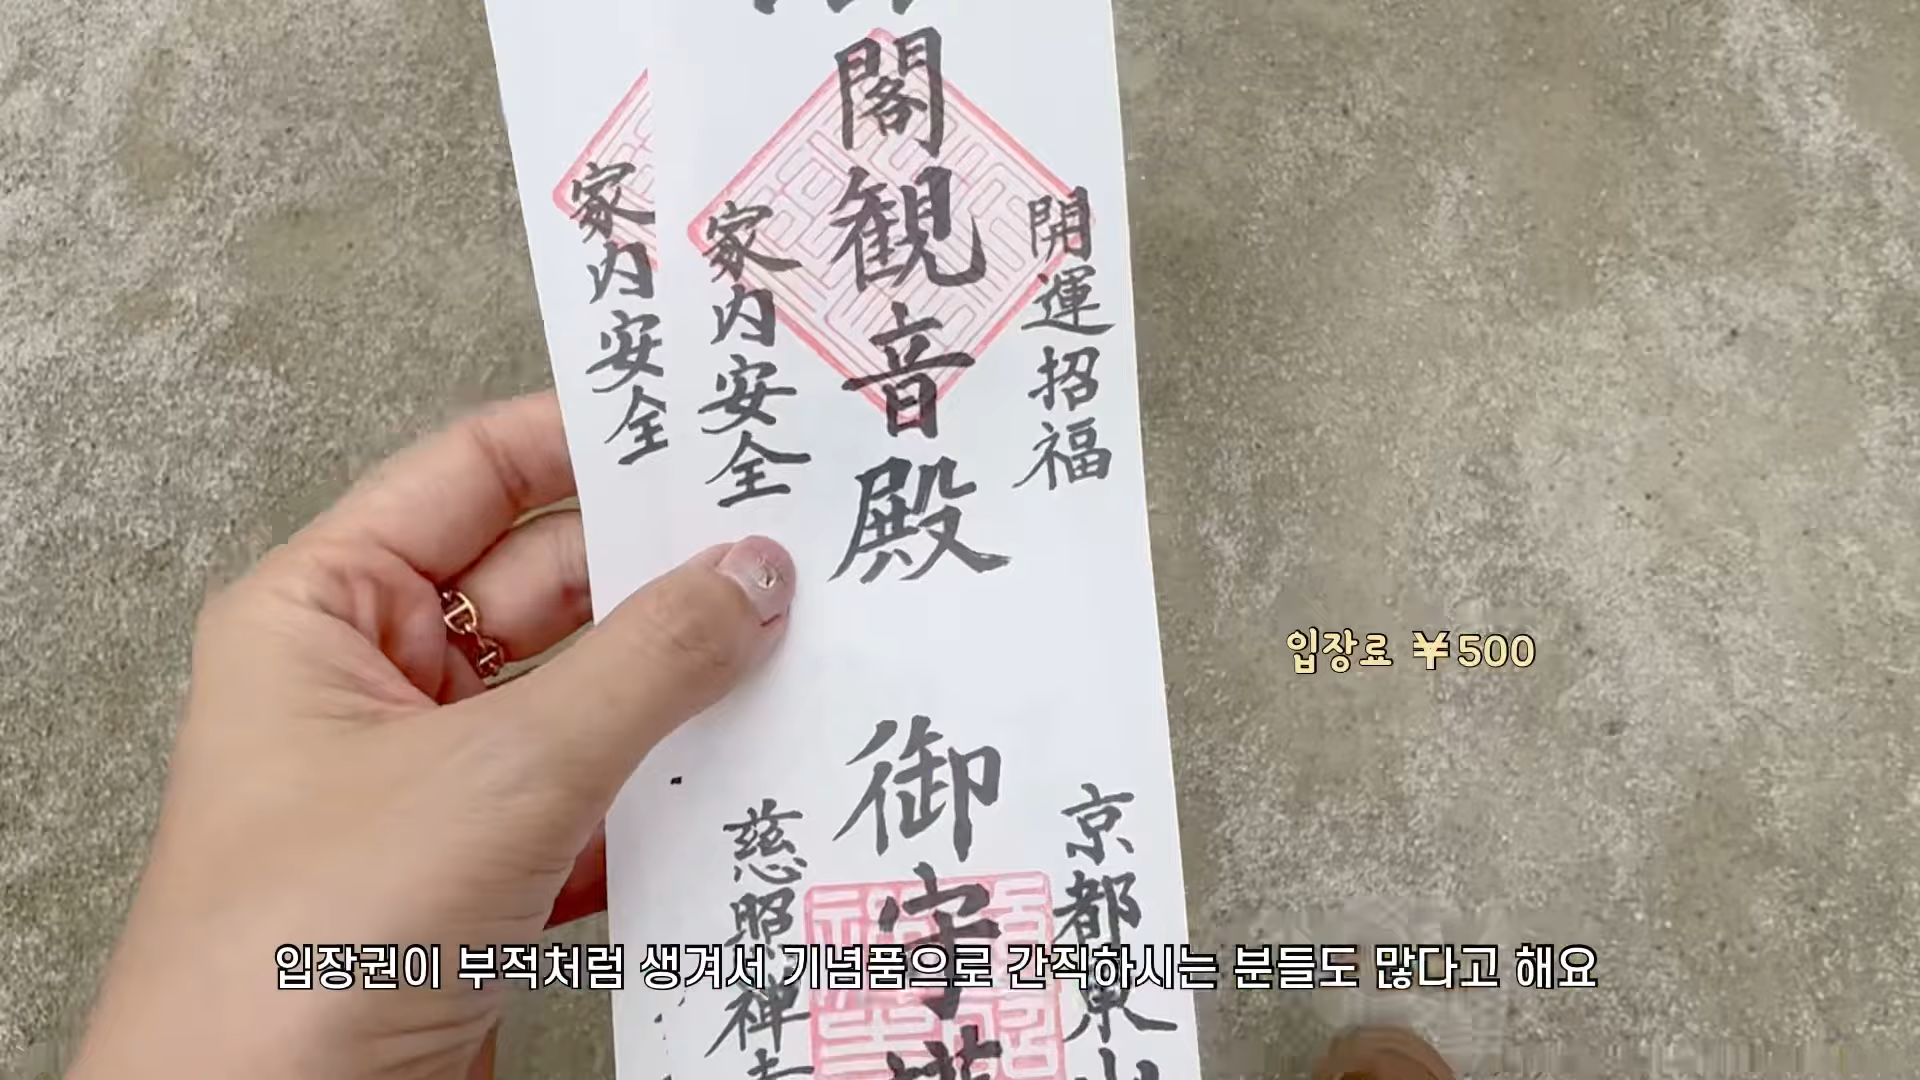 閣観音殿
開運招福
家内安全
家内安全
御守
京都東山
慈照禅寺
입장료 ￥500
입장권이 부적처럼 생겨서 기념품으로 간직하시는 분들도 많다고 해요